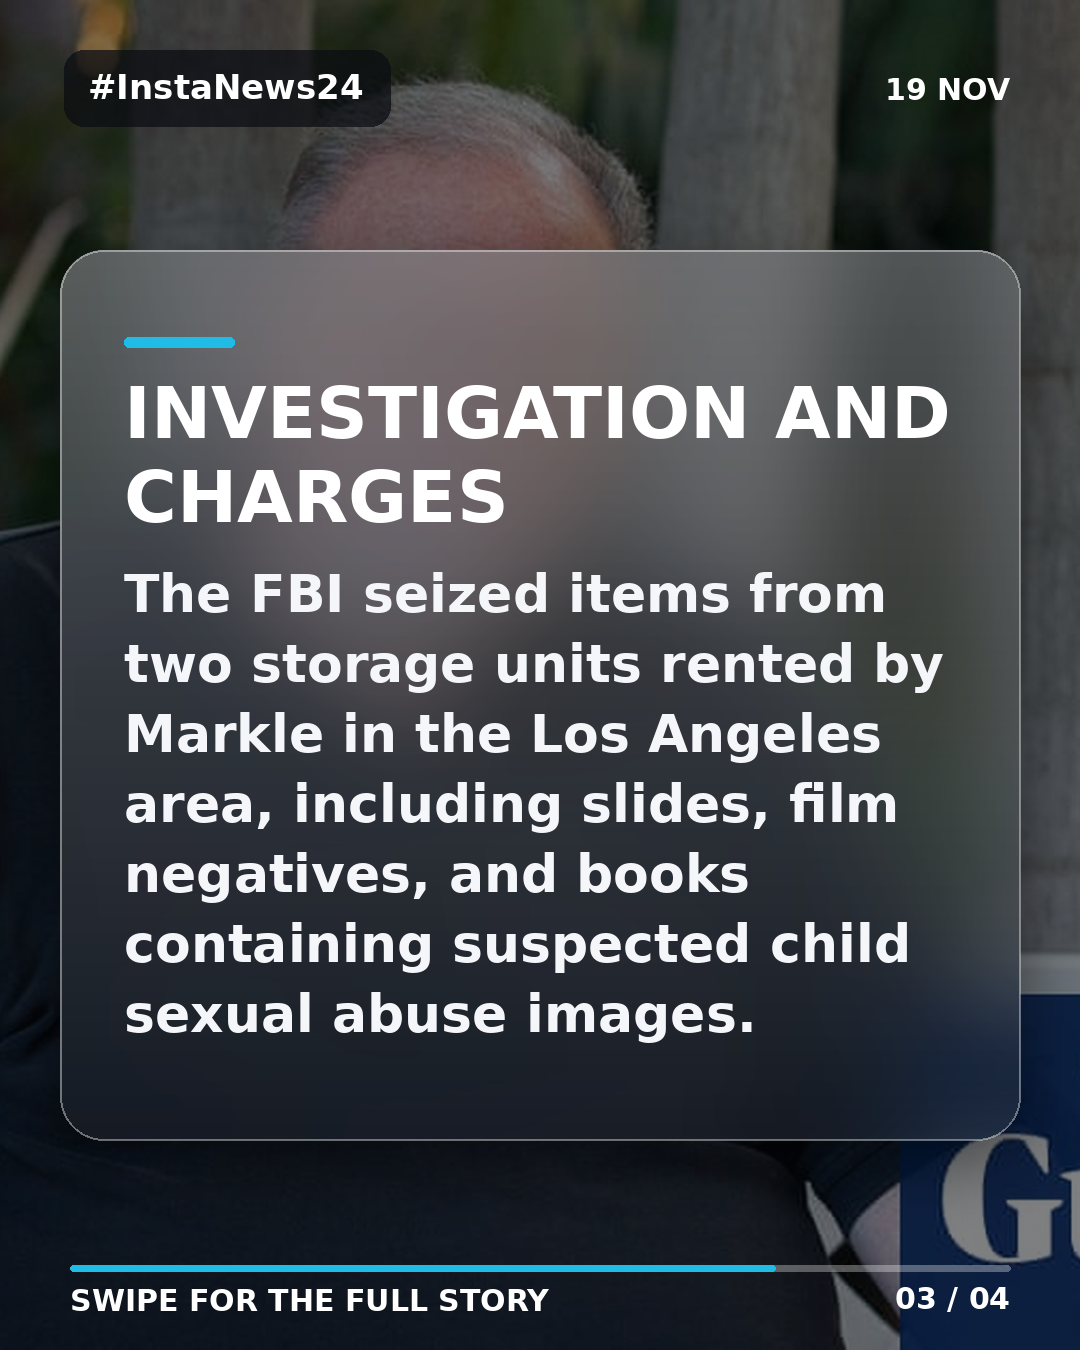 #InstaNews24
19 NOV
INVESTIGATION AND
CHARGES
The FBI seized items from
two storage units rented by
Markle in the Los Angeles
area, including slides, film
negatives, and books
containing suspected child
sexual abuse images.
SWIPE FOR THE FULL STORY
03 / 04